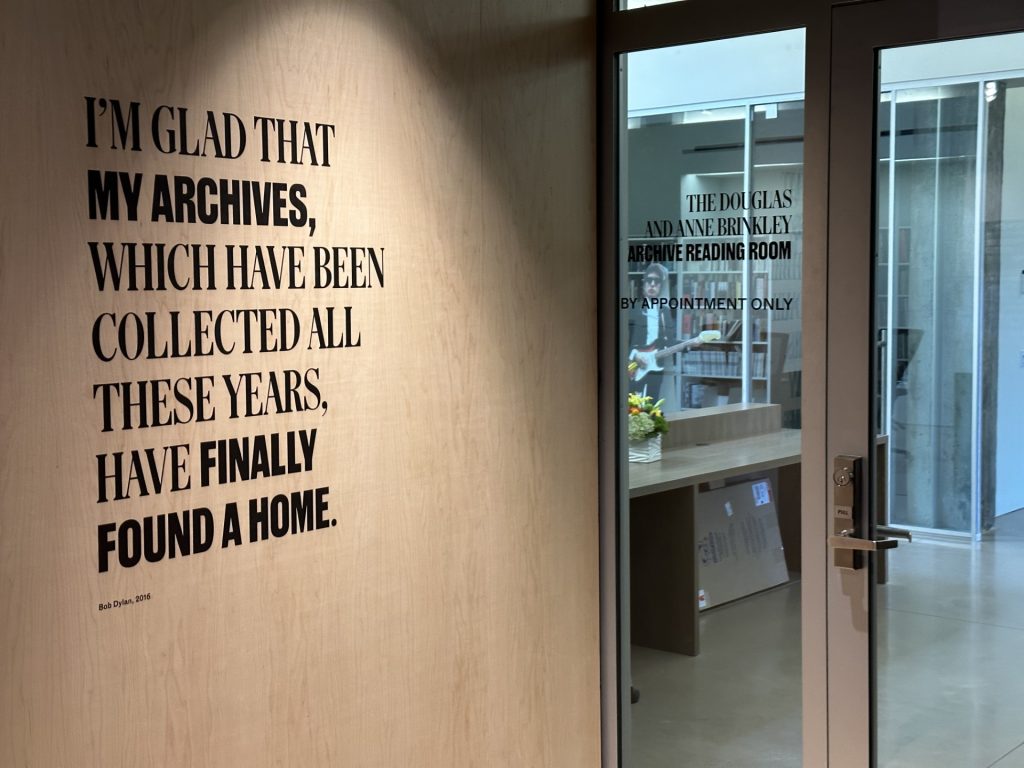 I'M GLAD THAT
MY ARCHIVES,
WHICH HAVE BEEN
COLLECTED ALL
THESE YEARS,
HAVE FINALLY
FOUND A HOME.
Bob Dylan, 2016
THE DOUGLAS
AND ANNE BRINKLEY
ARCHIVE READING ROOM
BY APPOINTMENT ONLY